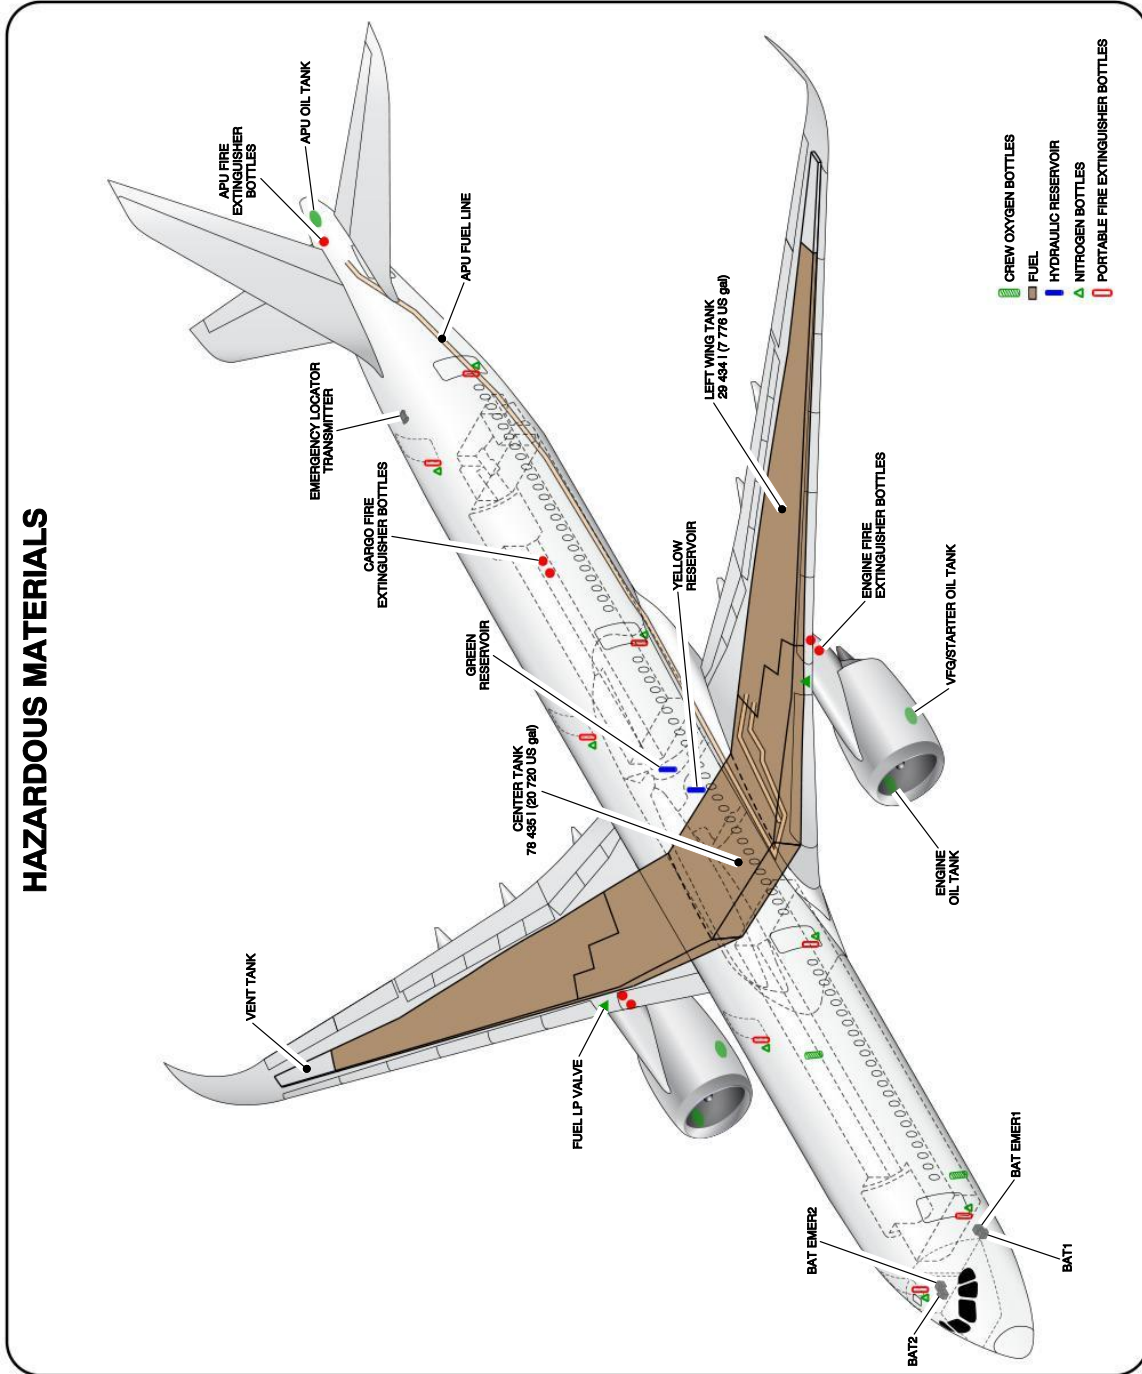 HAZARDOUS MATERIALS
APU OIL TANK
APU FIRE
EXTINGUISHER
BOTTLES
APU FUEL LINE
EMERGENCY LOCATOR
TRANSMITTER
CARGO FIRE
EXTINGUISHER BOTTLES
GREEN
RESERVOIR
YELLOW
RESERVOIR
CENTER TANK
78 435 l (20 720 US gal)
LEFT WING TANK
29 434 l (7 776 US gal)
ENGINE FIRE
EXTINGUISHER BOTTLES
VFG/STARTER OIL TANK
ENGINE
OIL TANK
VENT TANK
FUEL LP VALVE
BAT EMER2
BAT2
BAT EMER1
BAT1
CREW OXYGEN BOTTLES
FUEL
HYDRAULIC RESERVOIR
NITROGEN BOTTLES
PORTABLE FIRE EXTINGUISHER BOTTLES